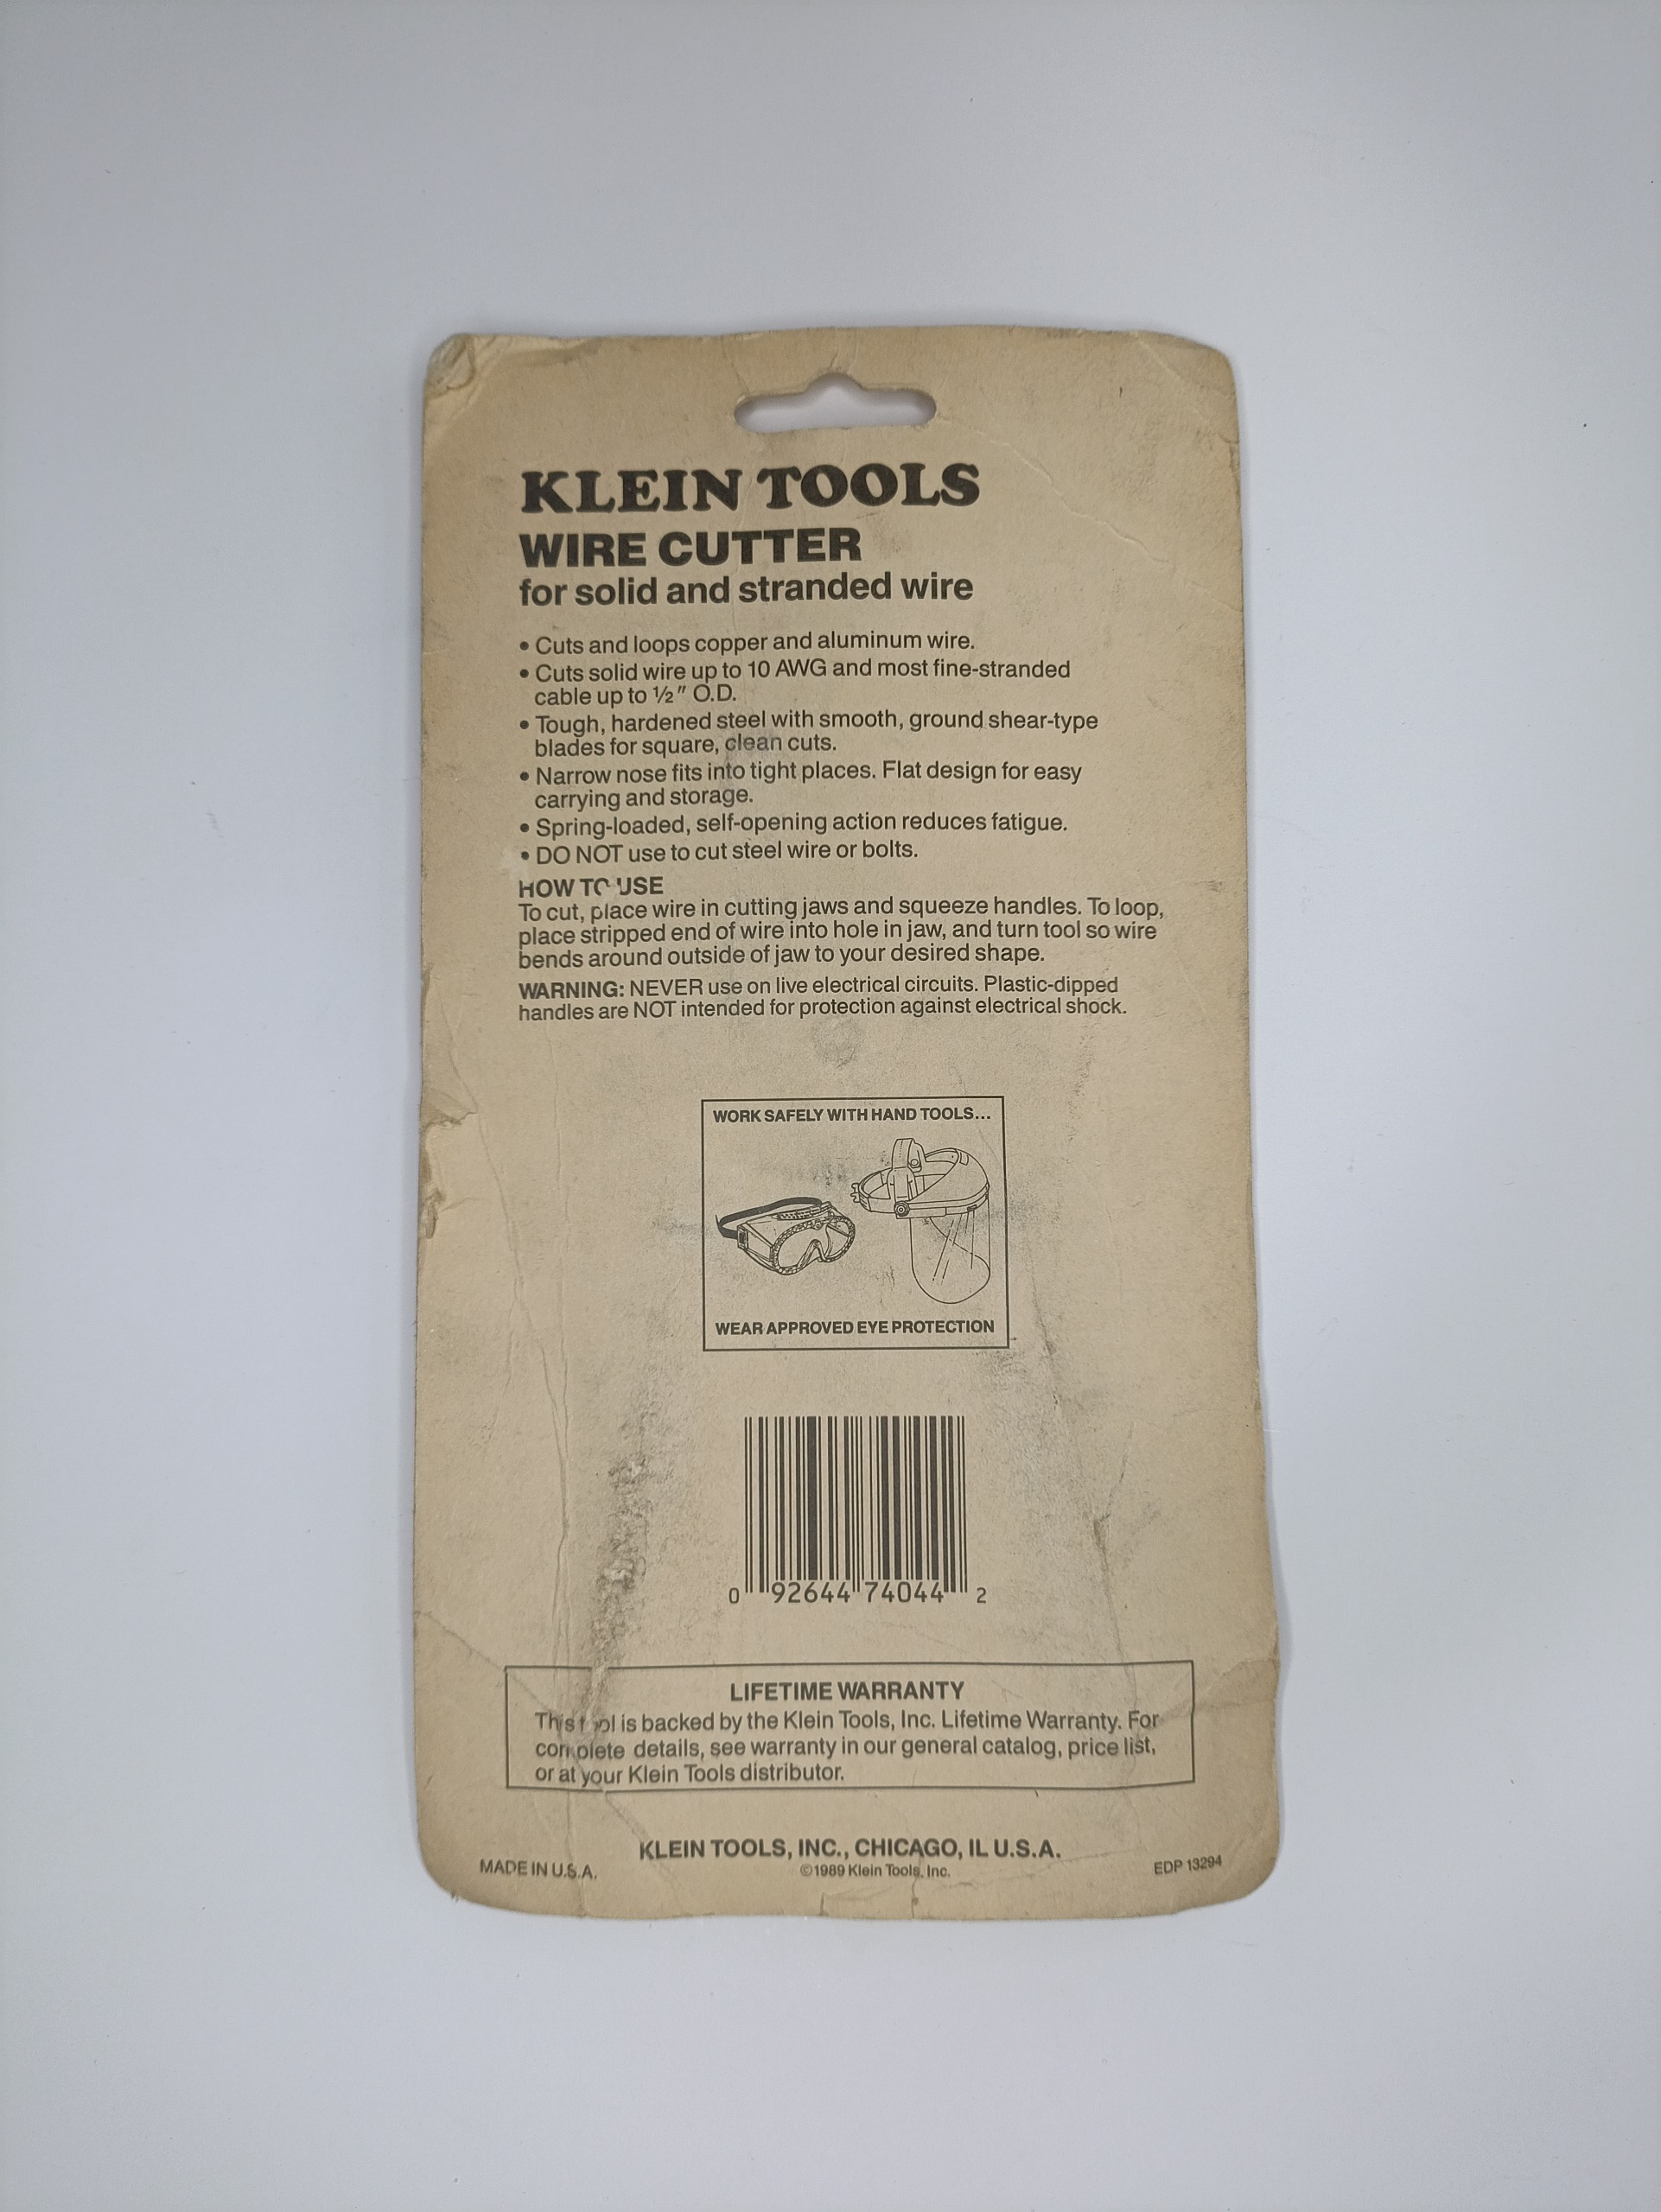 KLEIN TOOLS
WIRE CUTTER
for solid and stranded wire
• Cuts and loops copper and aluminum wire.
• Cuts solid wire up to 10 AWG and most fine-stranded
cable up to ½" O.D.
• Tough, hardened steel with smooth, ground shear-type
blades for square, clean cuts.
• Narrow nose fits into tight places. Flat design for easy
carrying and storage.
• Spring-loaded, self-opening action reduces fatigue.
• DO NOT use to cut steel wire or bolts.
HOW TO USE
To cut, place wire in cutting jaws and squeeze handles. To loop,
place stripped end of wire into hole in jaw, and turn tool so wire
bends around outside of jaw to your desired shape.
WARNING: NEVER use on live electrical circuits. Plastic-dipped
handles are NOT intended for protection against electrical shock.
WORK SAFELY WITH HAND TOOLS...
WEAR APPROVED EYE PROTECTION
0 92644 74044 2
LIFETIME WARRANTY
This tool is backed by the Klein Tools, Inc. Lifetime Warranty. For
complete details, see warranty in our general catalog, price list,
or at your Klein Tools distributor.
KLEIN TOOLS, INC., CHICAGO, IL U.S.A.
MADE IN U.S.A. ©1989 Klein Tools, Inc. EDP 13294